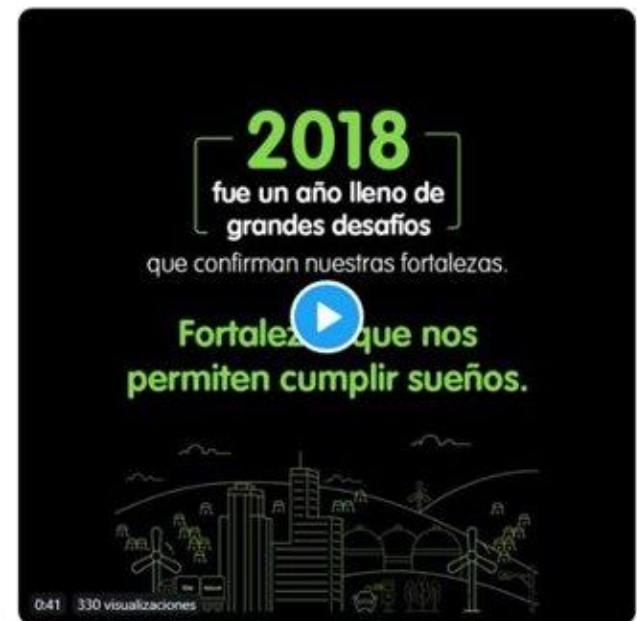 2018
fue un año lleno de
grandes desafíos
que confirman nuestras fortalezas.
que nos
permiten cumplir sueños.
0:41 330 visualizaciones